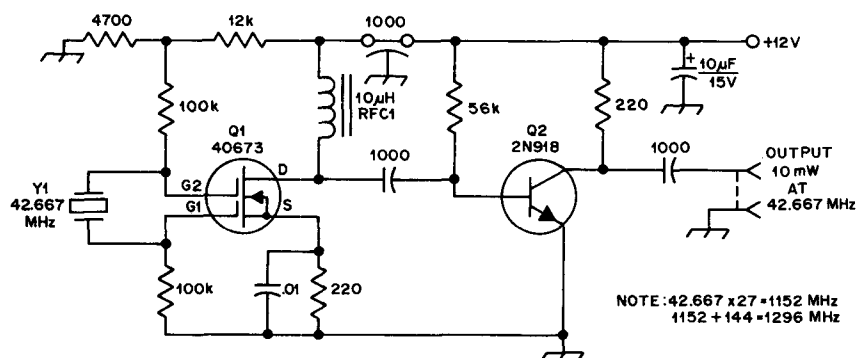 4700
12k
1000
+12V
100k
10µH
RFC1
56k
220
+
10µF
15V
Q1
40673
Q2
2N918
Y1
42.667
MHz
G2
D
G1
S
1000
1000
OUTPUT
10 mW
AT
42.667 MHz
100k
.01
220
NOTE: 42.667 x 27 = 1152 MHz
1152 + 144 = 1296 MHz